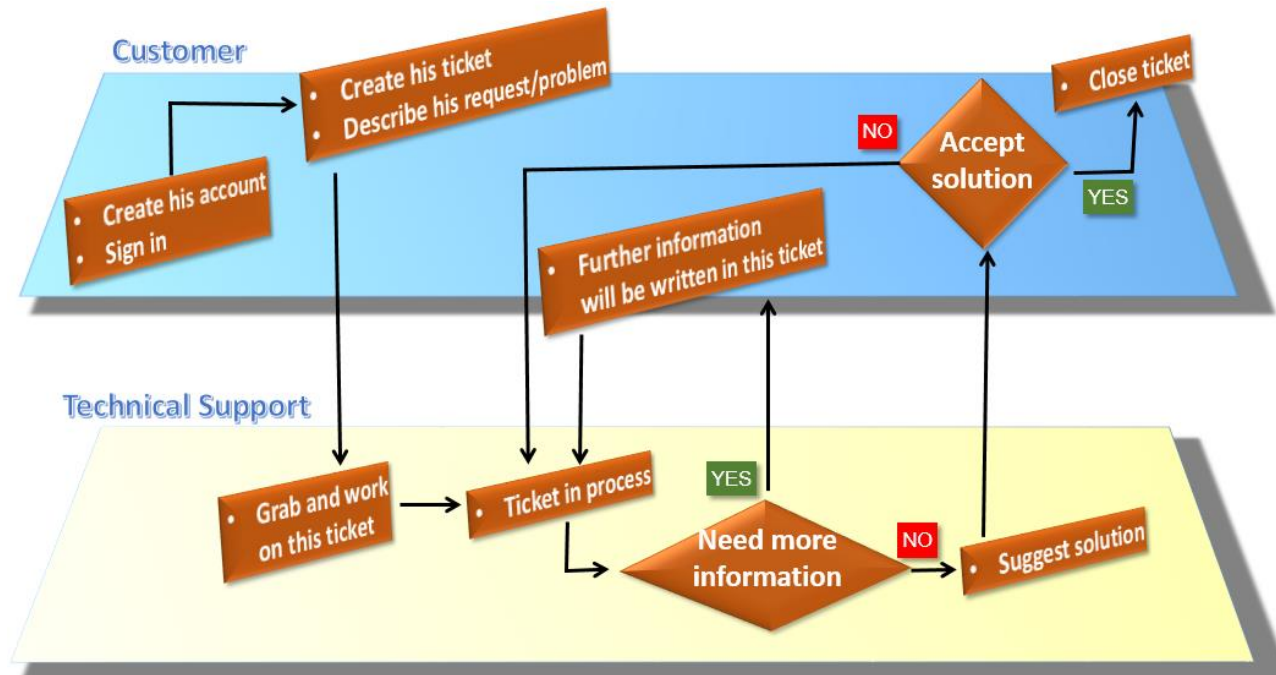 Customer
• Create his ticket
• Describe his request/problem
• Close ticket
NO
Accept
solution
YES
• Create his account
• Sign in
• Further information
will be written in this ticket
Technical Support
YES
• Grab and work
on this ticket
• Ticket in process
Need more
information
NO
• Suggest solution